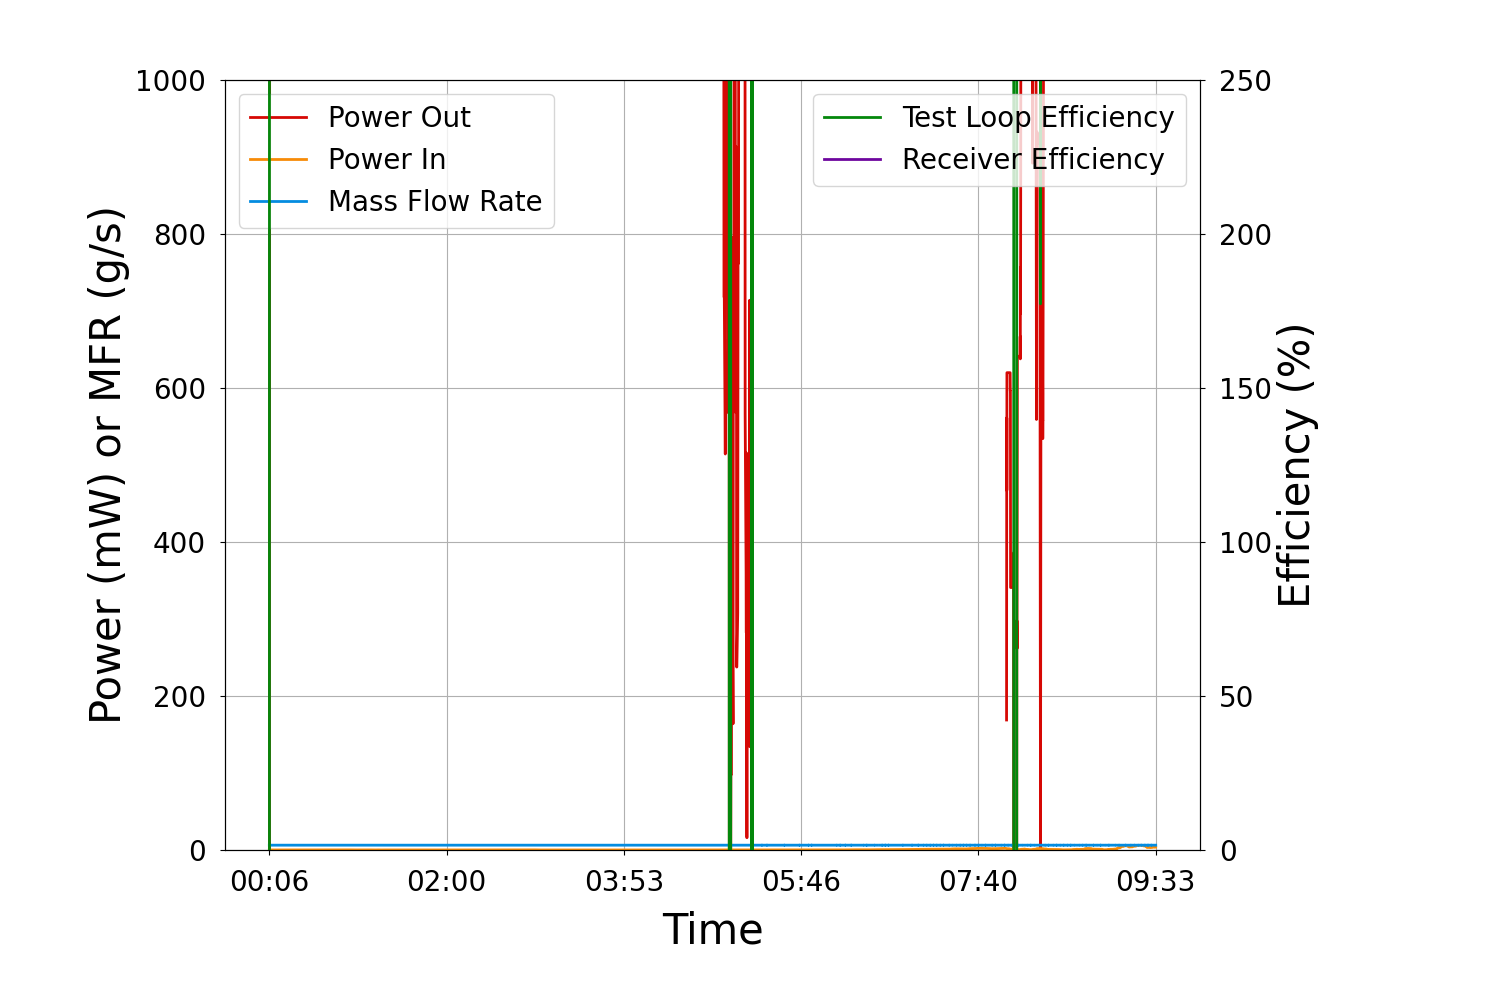 1000
800
600
400
200
0
250
200
150
100
50
0
Power Out
Power In
Mass Flow Rate
Test Loop Efficiency
Receiver Efficiency
Power (mW) or MFR (g/s)
Efficiency (%)
00:06 02:00 03:53 05:46 07:40 09:33
Time